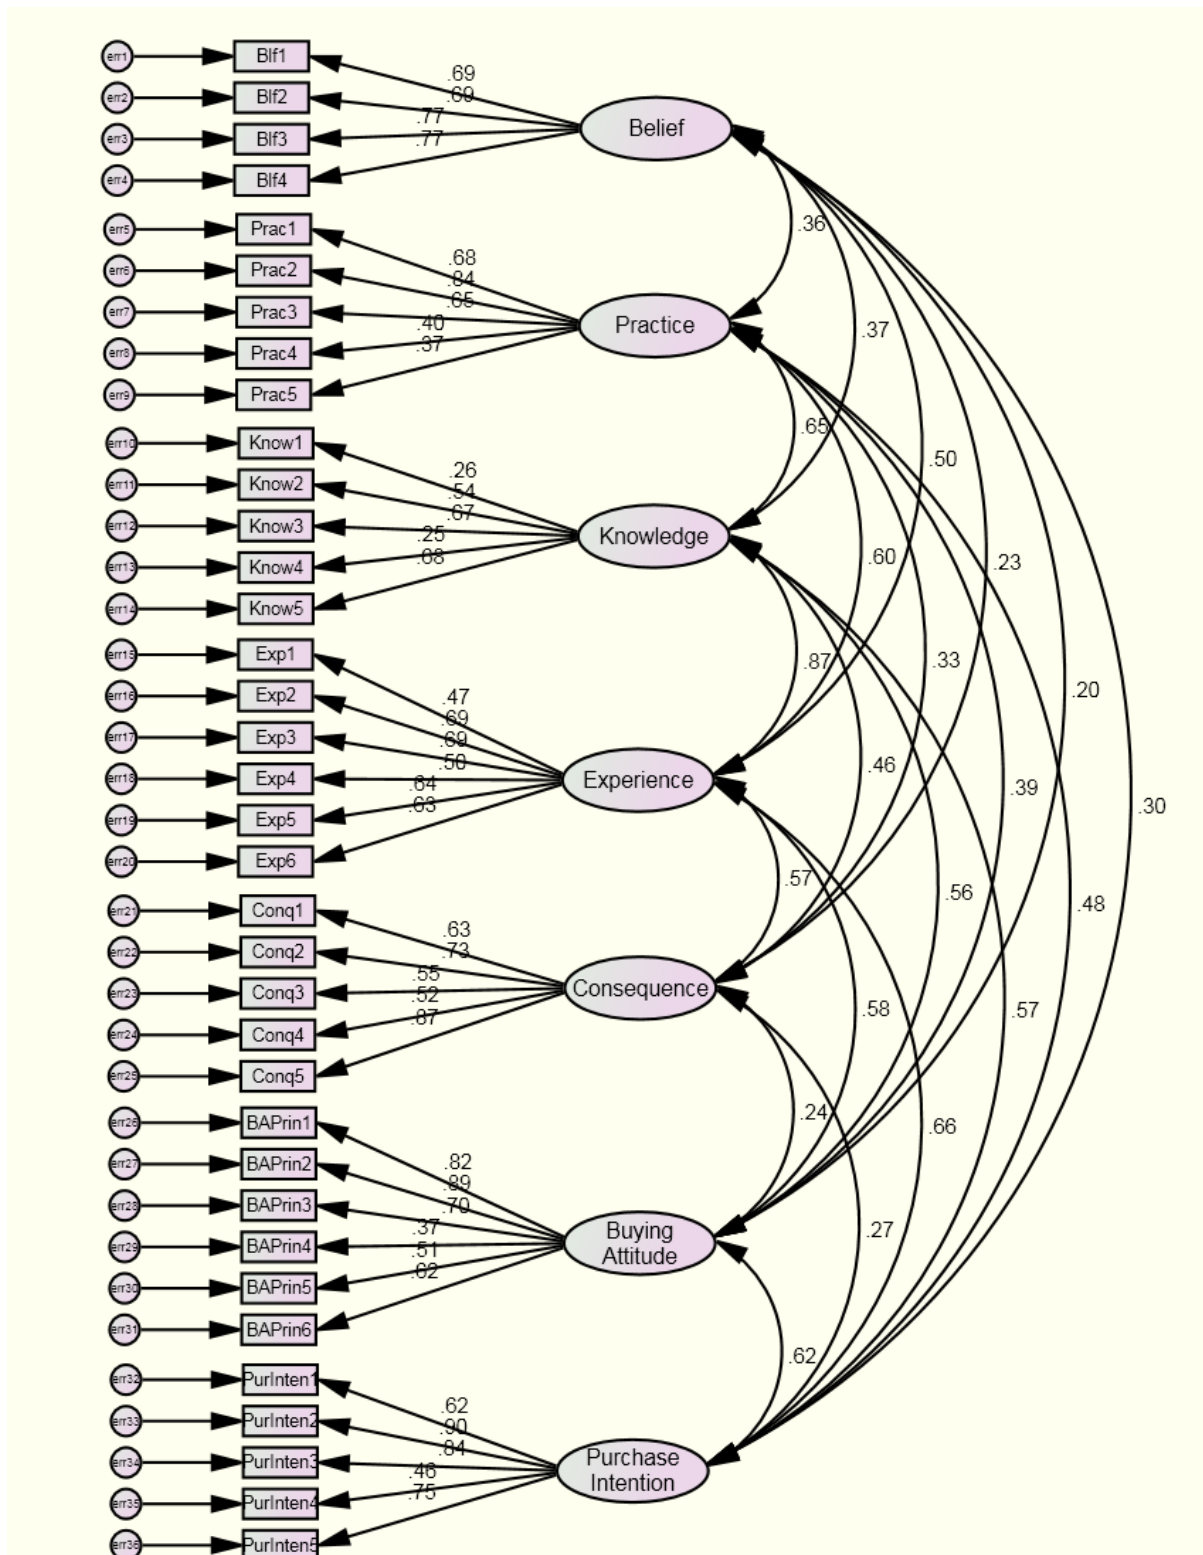 err1
Blf1
err2
Blf2
err3
Blf3
err4
Blf4
.69
.69
.77
.77
Belief
err5
Prac1
err6
Prac2
err7
Prac3
err8
Prac4
err9
Prac5
.68
.84
.65
.40
.37
Practice
err10
Know1
err11
Know2
err12
Know3
err13
Know4
err14
Know5
.26
.54
.67
.25
.68
Knowledge
err15
Exp1
err16
Exp2
err17
Exp3
err18
Exp4
err19
Exp5
err20
Exp6
.47
.69
.69
.50
.64
.63
Experience
err21
Conq1
err22
Conq2
err23
Conq3
err24
Conq4
err25
Conq5
.63
.73
.55
.52
.87
Consequence
err26
BAPrin1
err27
BAPrin2
err28
BAPrin3
err29
BAPrin4
err30
BAPrin5
err31
BAPrin6
.82
.89
.70
.37
.51
.62
Buying
Attitude
err32
PurInten1
err33
PurInten2
err34
PurInten3
err35
PurInten4
err36
PurInten5
.62
.90
.84
.46
.75
Purchase
Intention
.36
.37
.65
.50
.60
.23
.87
.33
.20
.46
.39
.30
.57
.56
.48
.58
.57
.24
.66
.27
.62